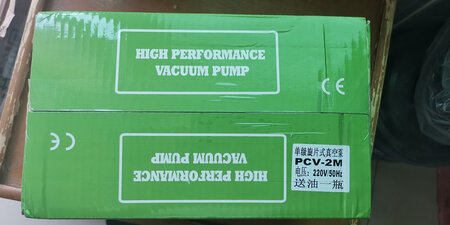 HIGH PERFORMANCE
VACUUM PUMP
CE
CE
HIGH PERFORMANCE
VACUUM PUMP
单级旋片式真空泵
PCV-2M
电压: 220V/50Hz
送油一瓶